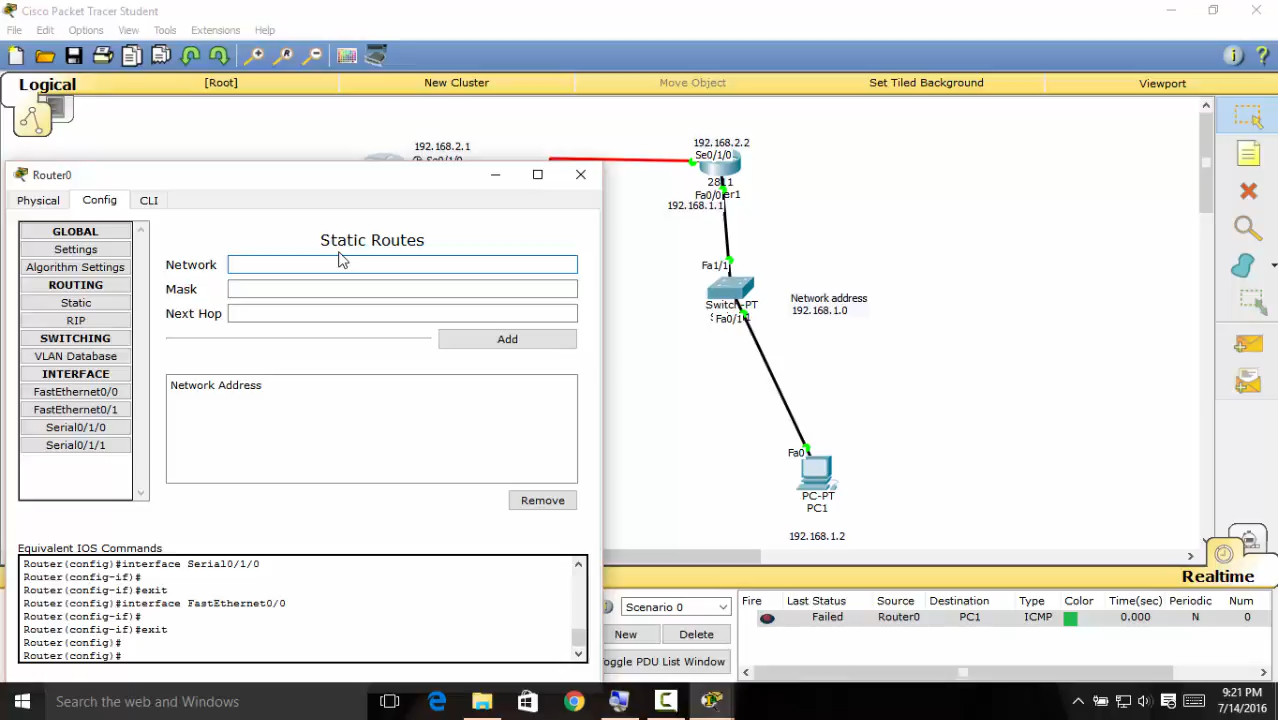 Cisco Packet Tracer Student
File Edit Options View Tools Extensions Help
Logical [Root] New Cluster Move Object Set Tiled Background Viewport
192.168.2.1
Se0/1/0
192.168.2.2
Se0/1/0
2811
Fa0/0
192.168.1.1
Fa1/1
Switch-PT
Fa0/1
Network address
192.168.1.0
Fa0
PC-PT
PC1
192.168.1.2
Router0
Physical Config CLI
GLOBAL
Settings
Algorithm Settings
ROUTING
Static
RIP
SWITCHING
VLAN Database
INTERFACE
FastEthernet0/0
FastEthernet0/1
Serial0/1/0
Serial0/1/1
Static Routes
Network
Mask
Next Hop
Add
Network Address
Remove
Equivalent IOS Commands
Router(config)#interface Serial0/1/0
Router(config-if)#
Router(config-if)#exit
Router(config)#interface FastEthernet0/0
Router(config-if)#
Router(config-if)#exit
Router(config)#
Router(config)#
Realtime
Scenario 0
New Delete
oggle PDU List Window
Fire Last Status Source Destination Type Color Time(sec) Periodic Num
Failed Router0 PC1 ICMP 0.000 N 0
Search the web and Windows
9:21 PM
7/14/2016